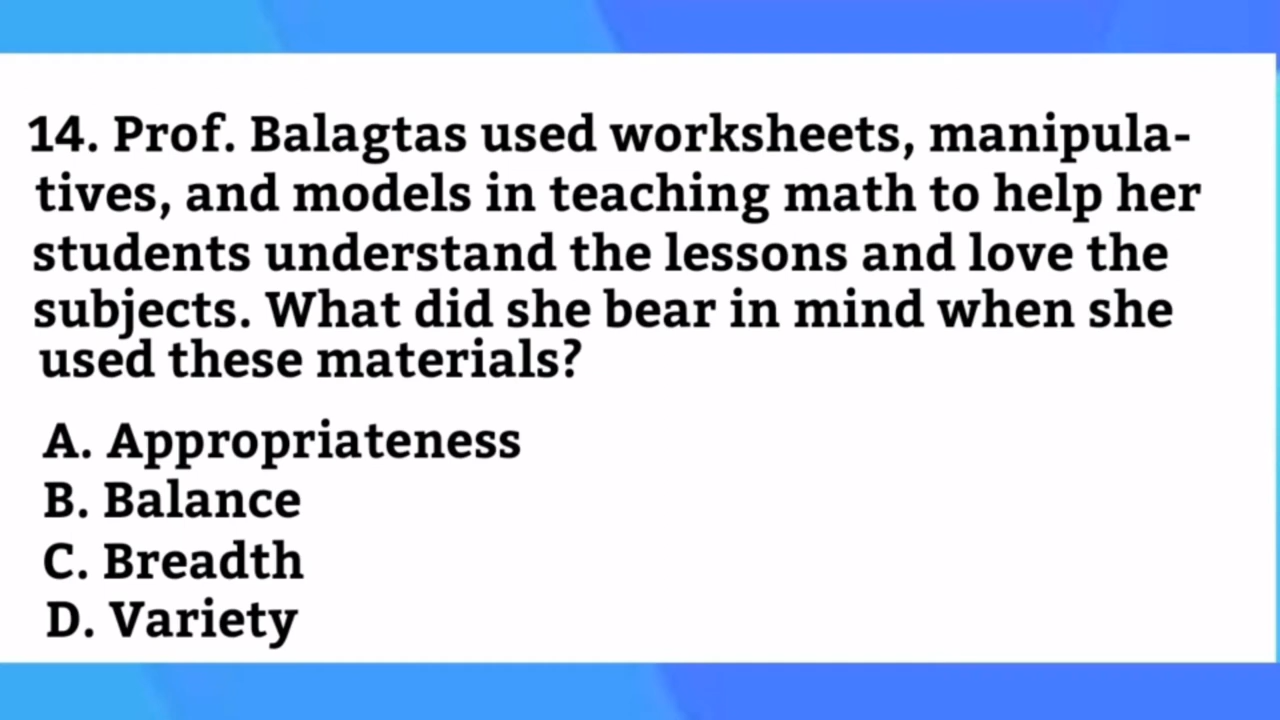 14. Prof. Balagtas used worksheets, manipula-
tives, and models in teaching math to help her
students understand the lessons and love the
subjects. What did she bear in mind when she
used these materials?
A. Appropriateness
B. Balance
C. Breadth
D. Variety